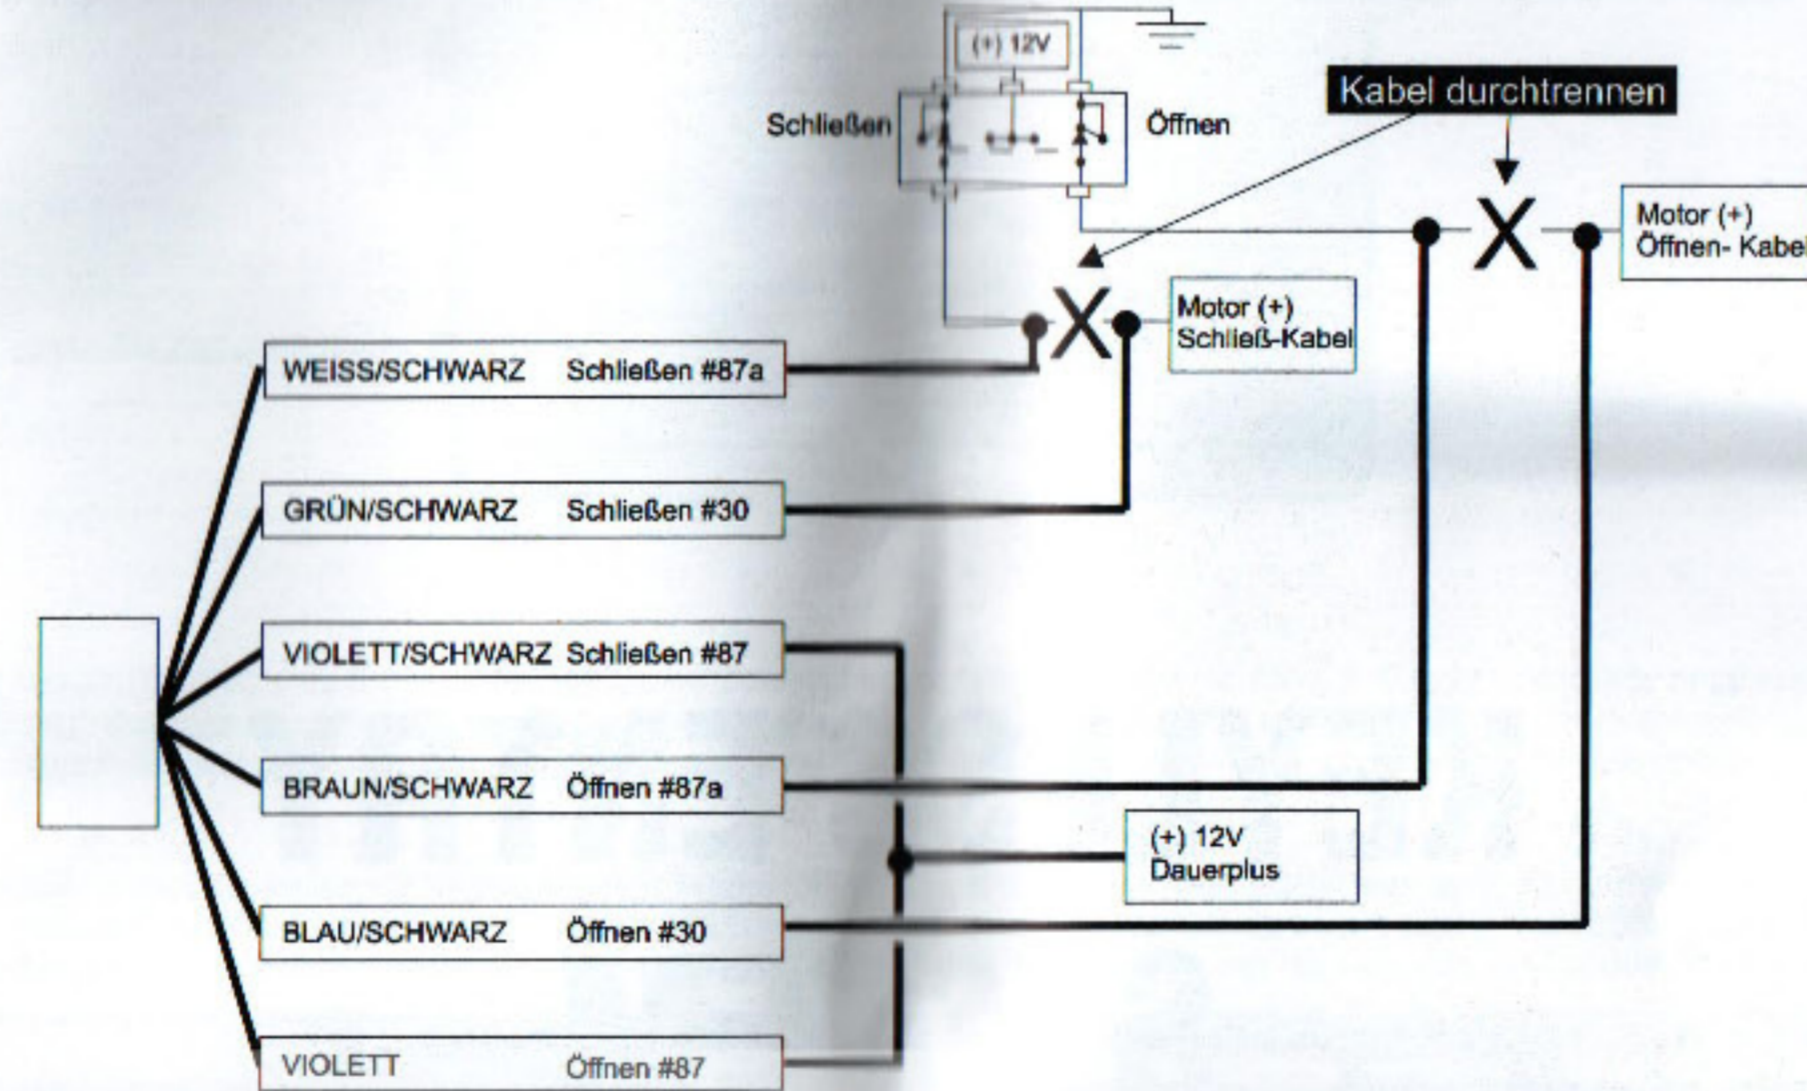 (+) 12V
Kabel durchtrennen
Schließen
Öffnen
Motor (+)
Öffnen- Kabel
Motor (+)
Schließ-Kabel
WEISS/SCHWARZ Schließen #87a
GRÜN/SCHWARZ Schließen #30
VIOLETT/SCHWARZ Schließen #87
BRAUN/SCHWARZ Öffnen #87a
(+) 12V
Dauerplus
BLAU/SCHWARZ Öffnen #30
VIOLETT Öffnen #87